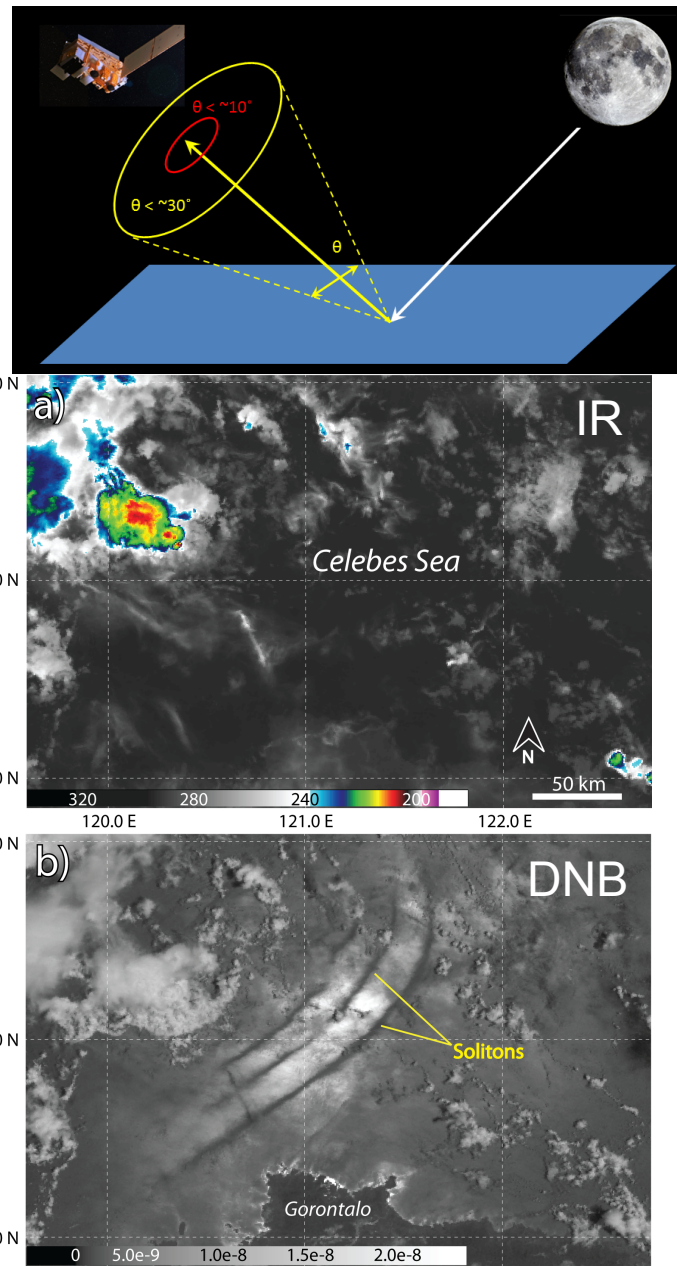 θ < ~10˚
θ < ~30˚
θ
0 N
a)
IR
Celebes Sea
0 N
N
0 N
50 km
320 280 240 200
120.0 E 121.0 E 122.0 E
0 N
b)
DNB
0 N
Solitons
Gorontalo
0 N
0 5.0e-9 1.0e-8 1.5e-8 2.0e-8